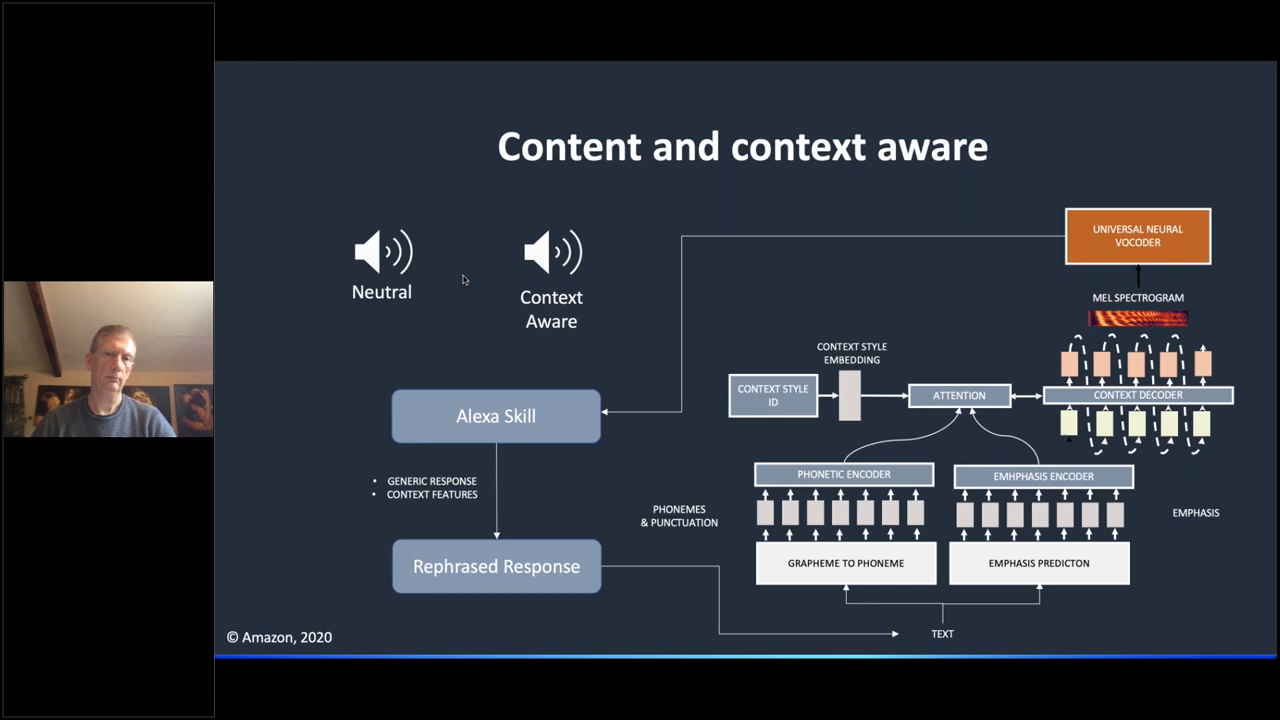 Content and context aware
Neutral
Context
Aware
UNIVERSAL NEURAL
VOCODER
MEL SPECTROGRAM
CONTEXT STYLE
EMBEDDING
CONTEXT STYLE
ID
ATTENTION
CONTEXT DECODER
Alexa Skill
• GENERIC RESPONSE
• CONTEXT FEATURES
PHONETIC ENCODER
EMHPHASIS ENCODER
PHONEMES
& PUNCTUATION
EMPHASIS
Rephrased Response
GRAPHEME TO PHONEME
EMPHASIS PREDICTON
TEXT
© Amazon, 2020